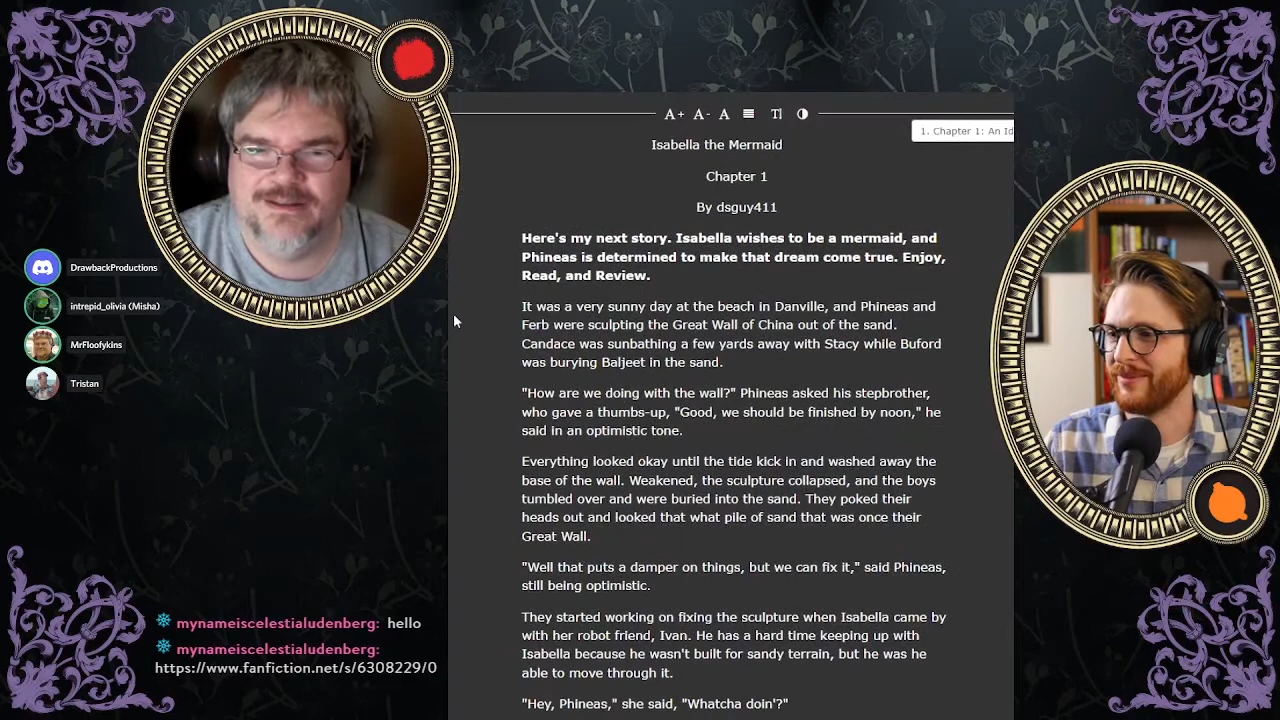 A+ A- A TI
1. Chapter 1: An Id
Isabella the Mermaid
Chapter 1
By dsguy411
Here's my next story. Isabella wishes to be a mermaid, and
Phineas is determined to make that dream come true. Enjoy,
Read, and Review.
It was a very sunny day at the beach in Danville, and Phineas and
Ferb were sculpting the Great Wall of China out of the sand.
Candace was sunbathing a few yards away with Stacy while Buford
was burying Baljeet in the sand.
"How are we doing with the wall?" Phineas asked his stepbrother,
who gave a thumbs-up, "Good, we should be finished by noon," he
said in an optimistic tone.
Everything looked okay until the tide kick in and washed away the
base of the wall. Weakened, the sculpture collapsed, and the boys
tumbled over and were buried into the sand. They poked their
heads out and looked that what pile of sand that was once their
Great Wall.
"Well that puts a damper on things, but we can fix it," said Phineas,
still being optimistic.
They started working on fixing the sculpture when Isabella came by
with her robot friend, Ivan. He has a hard time keeping up with
Isabella because he wasn't built for sandy terrain, but he was he
able to move through it.
"Hey, Phineas," she said, "Whatcha doin'?"
DrawbackProductions
intrepid_olivia (Misha)
MrFloofykins
Tristan
mynameiscelestialudenberg: hello
mynameiscelestialudenberg:
https://www.fanfiction.net/s/6308229/0